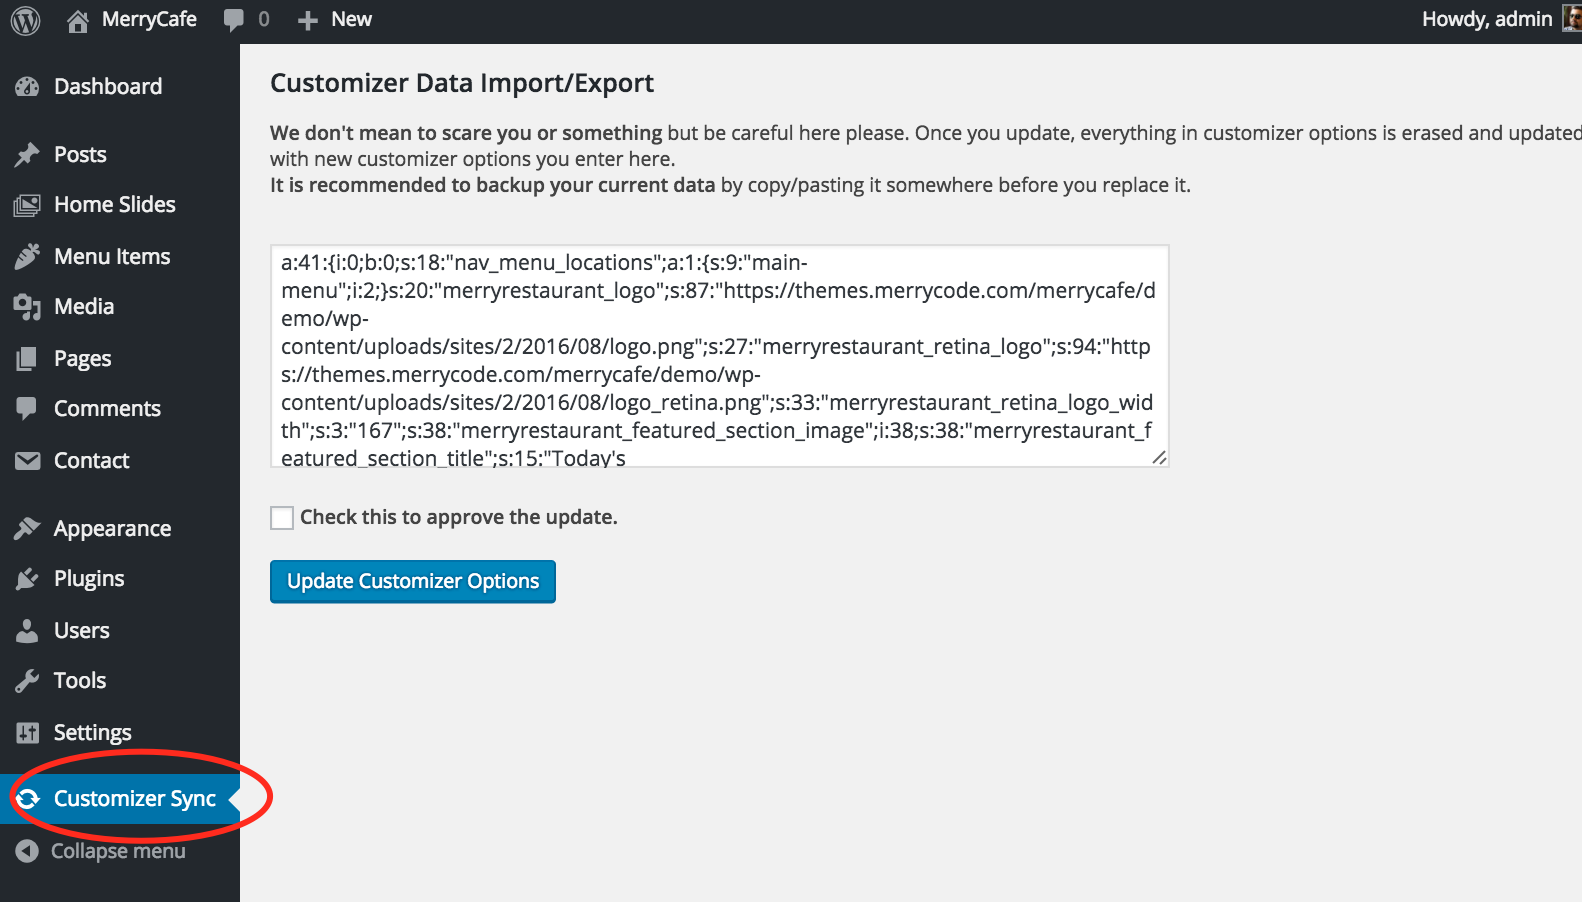 MerryCafe
0
New
Howdy, admin
Dashboard
Posts
Home Slides
Menu Items
Media
Pages
Comments
Contact
Appearance
Plugins
Users
Tools
Settings
Customizer Sync
Collapse menu
Customizer Data Import/Export
We don't mean to scare you or something but be careful here please. Once you update, everything in customizer options is erased and updated
with new customizer options you enter here.
It is recommended to backup your current data by copy/pasting it somewhere before you replace it.
a:41:{i:0;b:0;s:18:"nav_menu_locations";a:1:{s:9:"main-
menu";i:2;}s:20:"merryrestaurant_logo";s:87:"https://themes.merrycode.com/merrycafe/d
emo/wp-
content/uploads/sites/2/2016/08/logo.png";s:27:"merryrestaurant_retina_logo";s:94:"http
s://themes.merrycode.com/merrycafe/demo/wp-
content/uploads/sites/2/2016/08/logo_retina.png";s:33:"merryrestaurant_retina_logo_wid
th";s:3:"167";s:38:"merryrestaurant_featured_section_image";i:38;s:38:"merryrestaurant_f
eatured_section_title";s:15:"Today's
Check this to approve the update.
Update Customizer Options